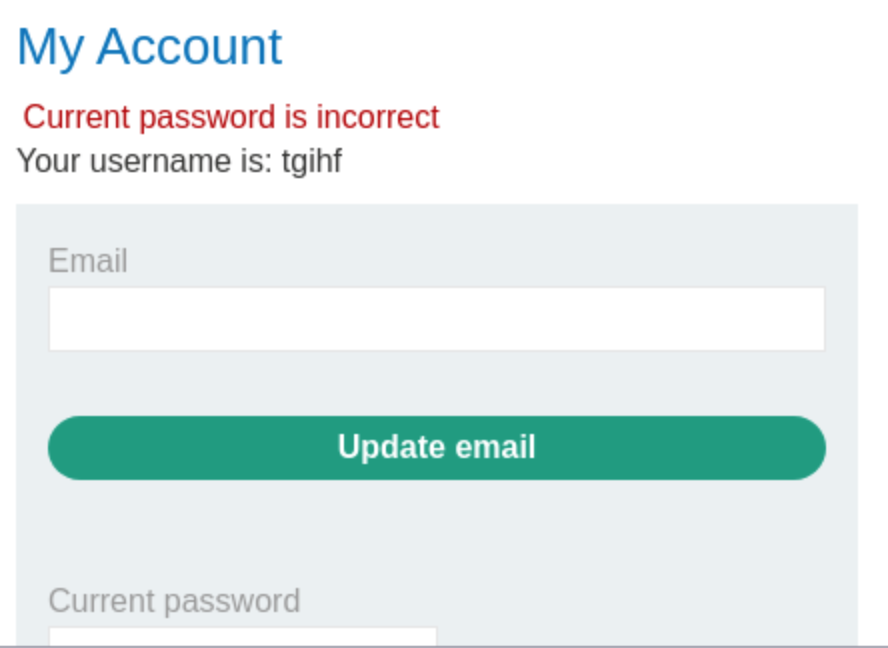 My Account
Current password is incorrect
Your username is: tgihf
Email
Update email
Current password